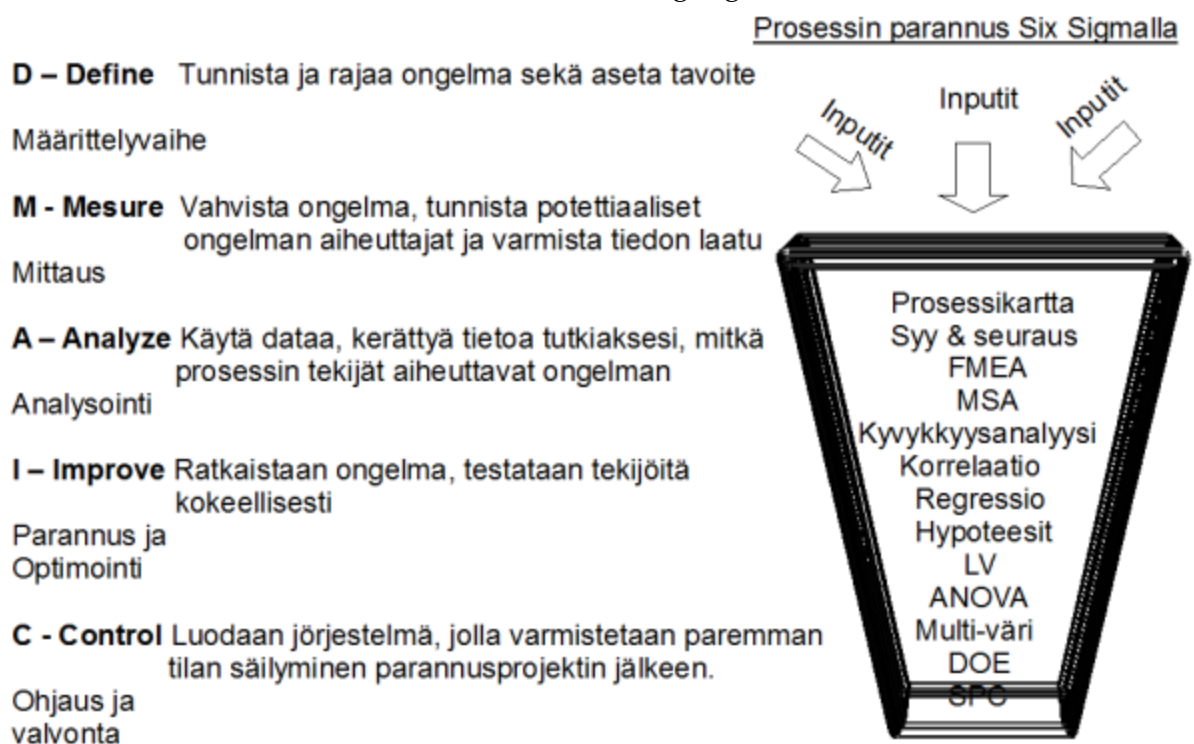 Prosessin parannus Six Sigmalla
D – Define Tunnista ja rajaa ongelma sekä aseta tavoite
Määrittelyvaihe
M - Mesure Vahvista ongelma, tunnista potettiaaliset
ongelman aiheuttajat ja varmista tiedon laatu
Mittaus
A – Analyze Käytä dataa, kerättyä tietoa tutkiaksesi, mitkä
prosessin tekijät aiheuttavat ongelman
Analysointi
I – Improve Ratkaistaan ongelma, testataan tekijöitä
kokeellisesti
Parannus ja
Optimointi
C - Control Luodaan jörjestelmä, jolla varmistetaan paremman
tilan säilyminen parannusprojektin jälkeen.
Ohjaus ja
valvonta
Inputit
Inputit
Inputit
Prosessikartta
Syy & seuraus
FMEA
MSA
Kyvykkyysanalyysi
Korrelaatio
Regressio
Hypoteesit
LV
ANOVA
Multi-väri
DOE
SPC